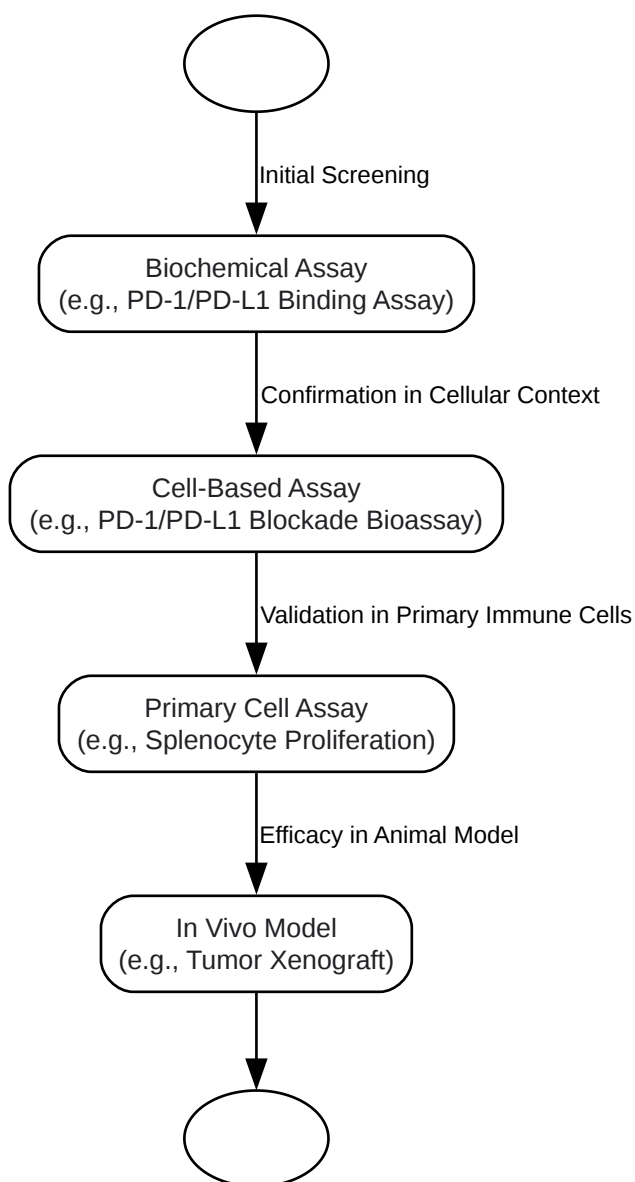 Initial Screening
Biochemical Assay
(e.g., PD-1/PD-L1 Binding Assay)
Confirmation in Cellular Context
Cell-Based Assay
(e.g., PD-1/PD-L1 Blockade Bioassay)
Validation in Primary Immune Cells
Primary Cell Assay
(e.g., Splenocyte Proliferation)
Efficacy in Animal Model
In Vivo Model
(e.g., Tumor Xenograft)